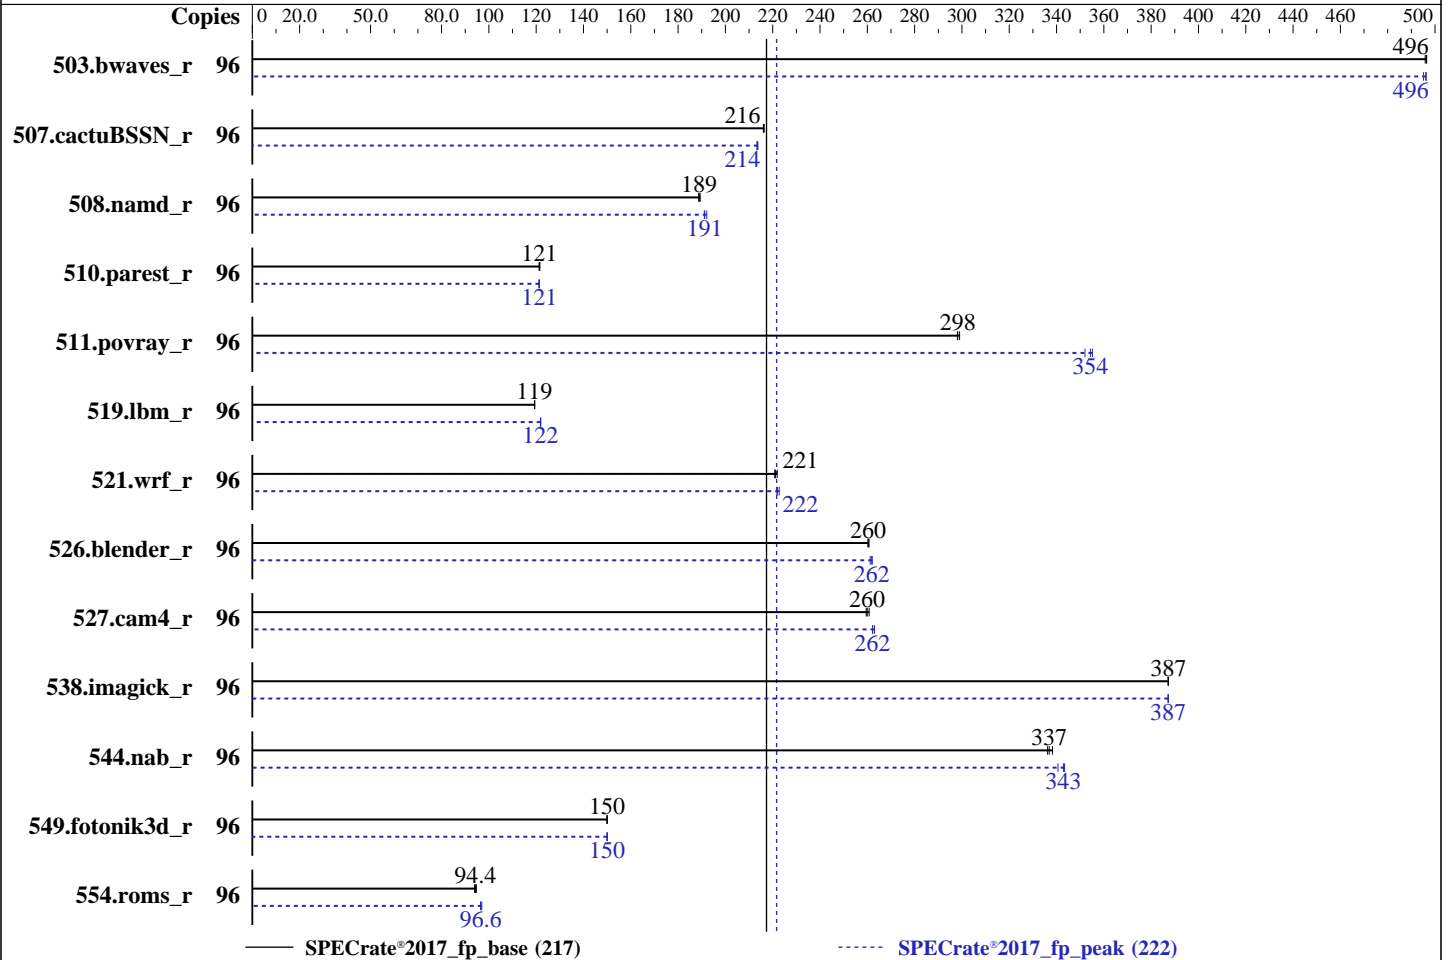 Copies 0 20.0 50.0 80.0 100 120 140 160 180 200 220 240 260 280 300 320 340 360 380 400 420 440 460 500
503.bwaves_r 96 496
496
507.cactuBSSN_r 96 216
214
508.namd_r 96 189
191
510.parest_r 96 121
121
511.povray_r 96 298
354
519.lbm_r 96 119
122
521.wrf_r 96 221
222
526.blender_r 96 260
262
527.cam4_r 96 260
262
538.imagick_r 96 387
387
544.nab_r 96 337
343
549.fotonik3d_r 96 150
150
554.roms_r 96 94.4
96.6
SPECrate®2017_fp_base (217) SPECrate®2017_fp_peak (222)